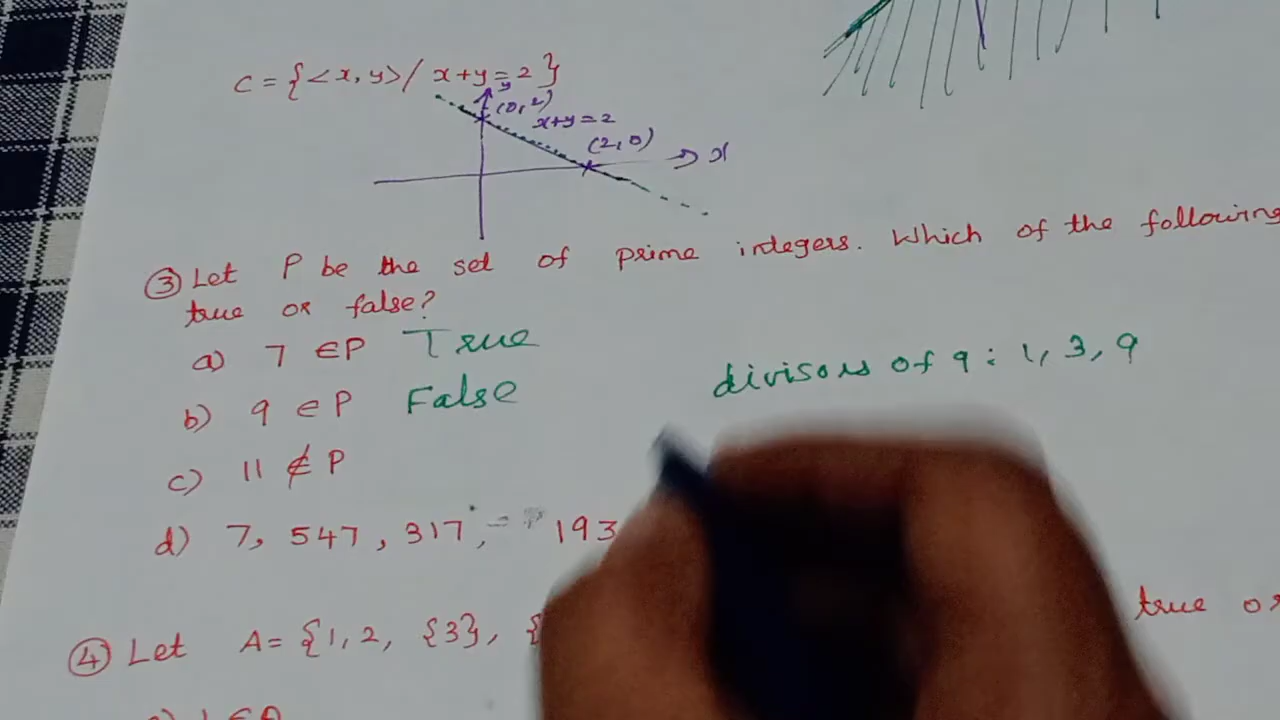 C = {<x, y> / x+y = 2}
y
(0, 2)
x+y=2
(2, 0)
x
③ Let P be the set of prime integers. Which of the following
true or false?
a) 7 ∈ P True
divisors of 9 : 1, 3, 9
b) 9 ∈ P False
c) 11 ∉ P
d) 7, 547, 317, 193
④ Let A = {1, 2, {3}, { true or
1 ∈ A